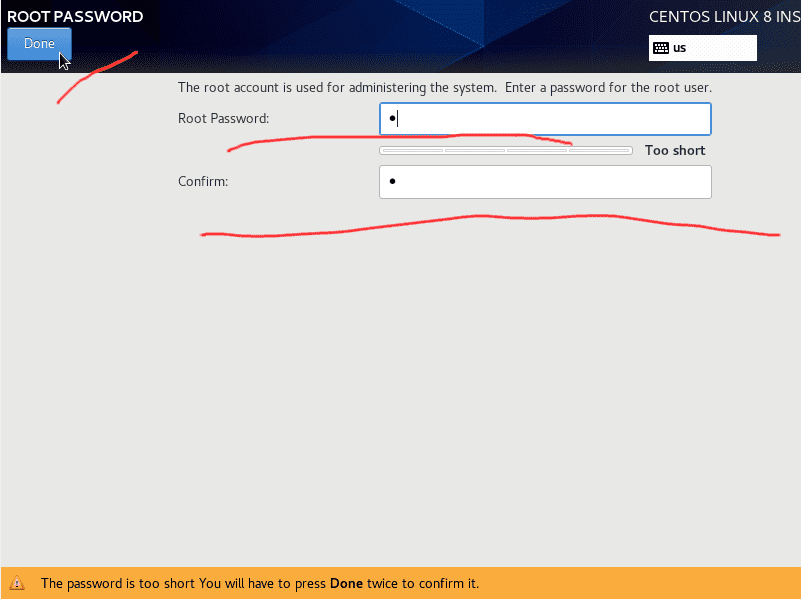 ROOT PASSWORD
CENTOS LINUX 8 INS
Done
us
The root account is used for administering the system.  Enter a password for the root user.
Root Password:
Too short
Confirm:
The password is too short You will have to press Done twice to confirm it.